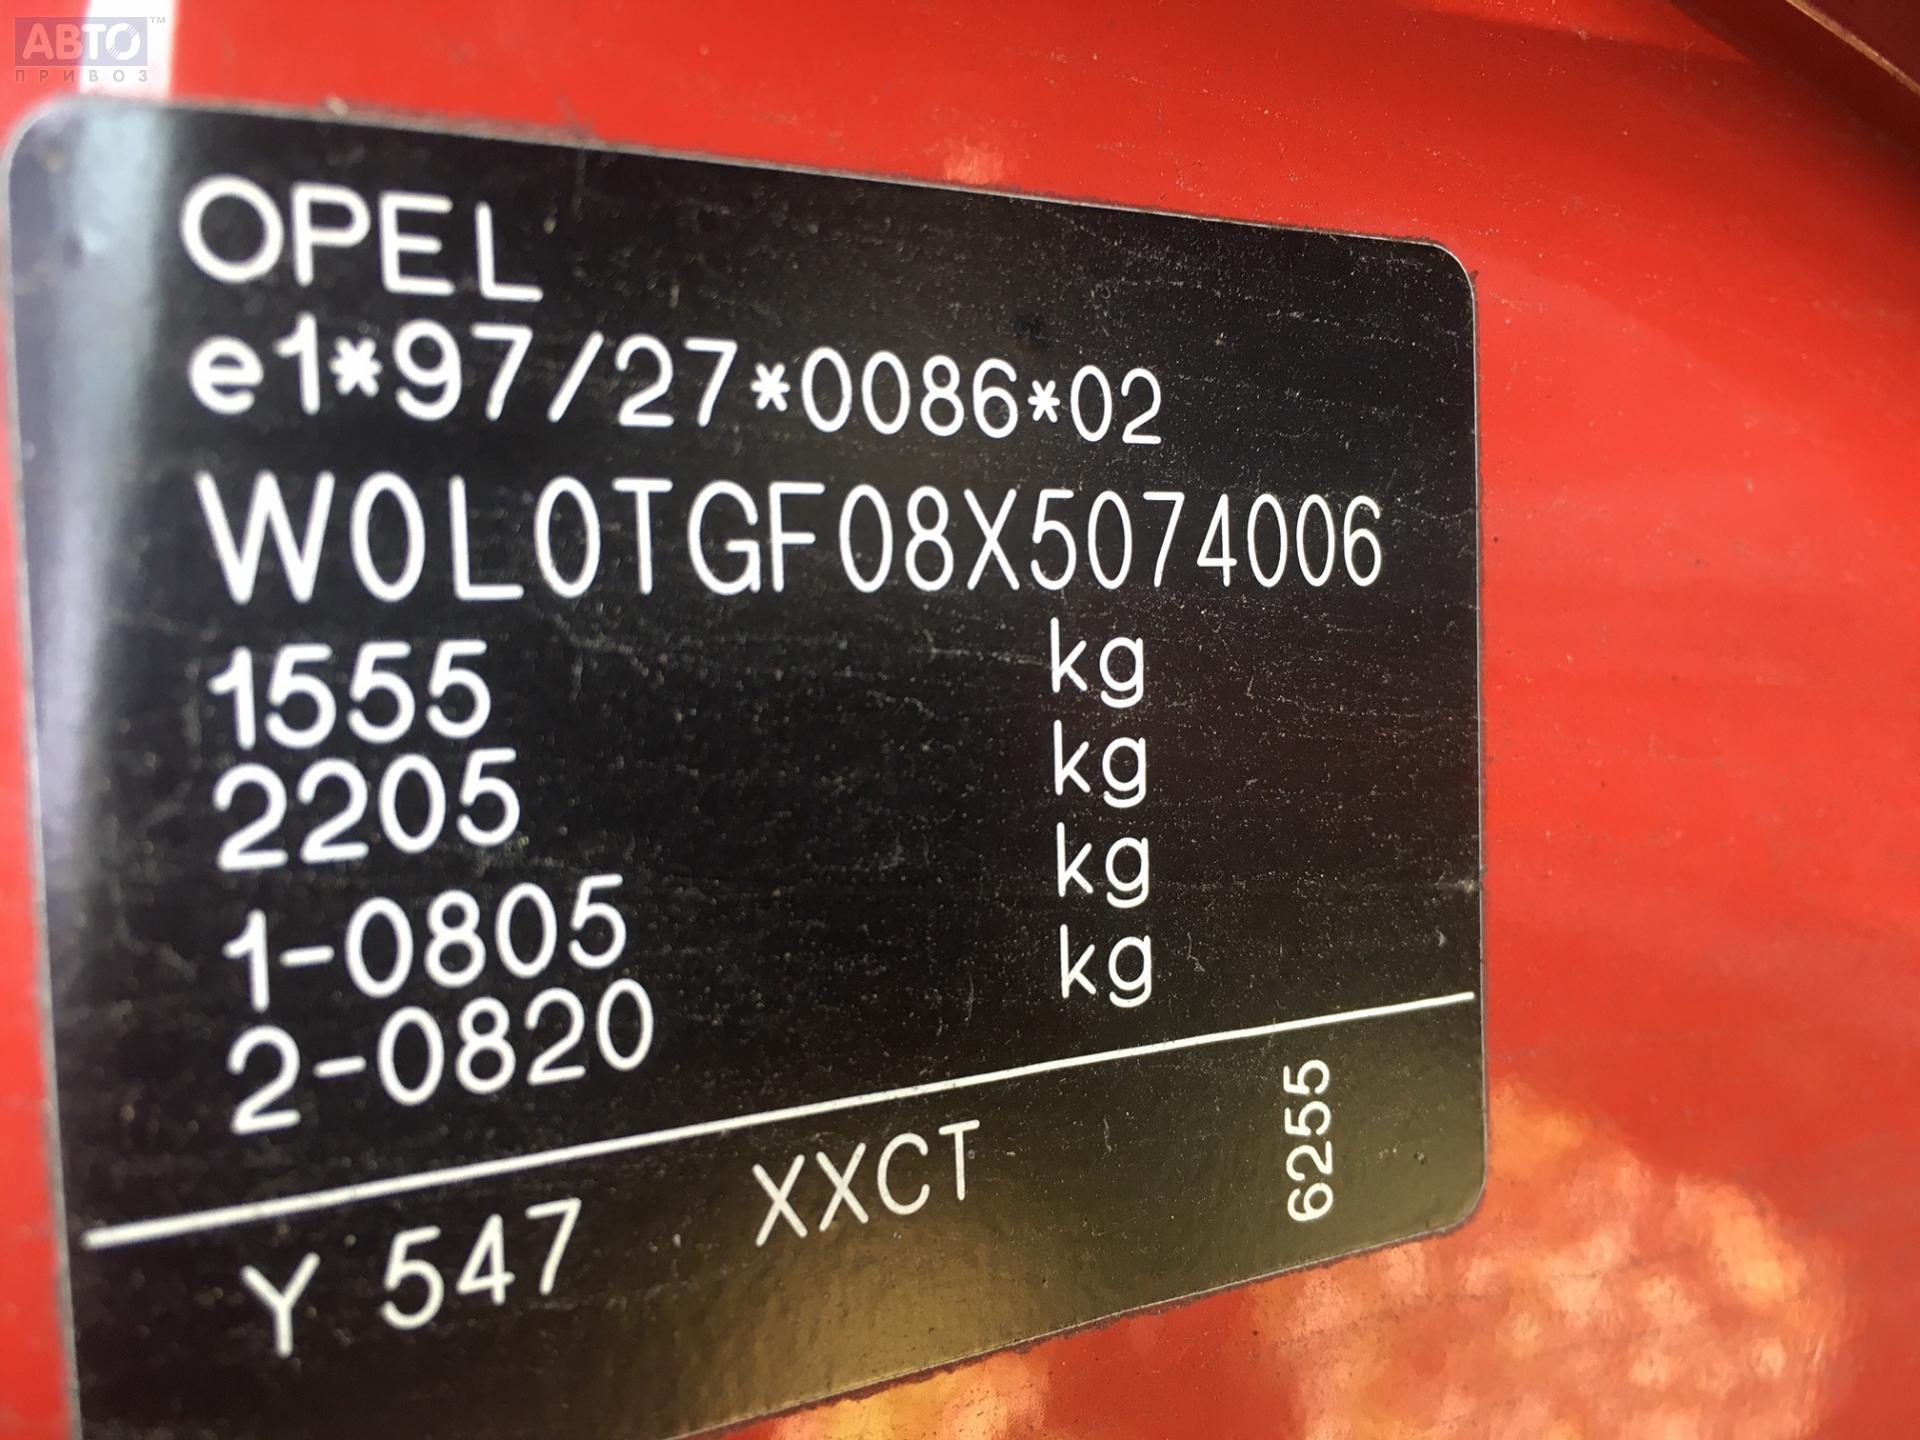 АВТО™
ПРИВОЗ
OPEL
e1*97/27*0086*02
W0L0TGF08X5074006
1555 kg
2205 kg
1-0805 kg
2-0820 kg
Y 547 XXCT 6255